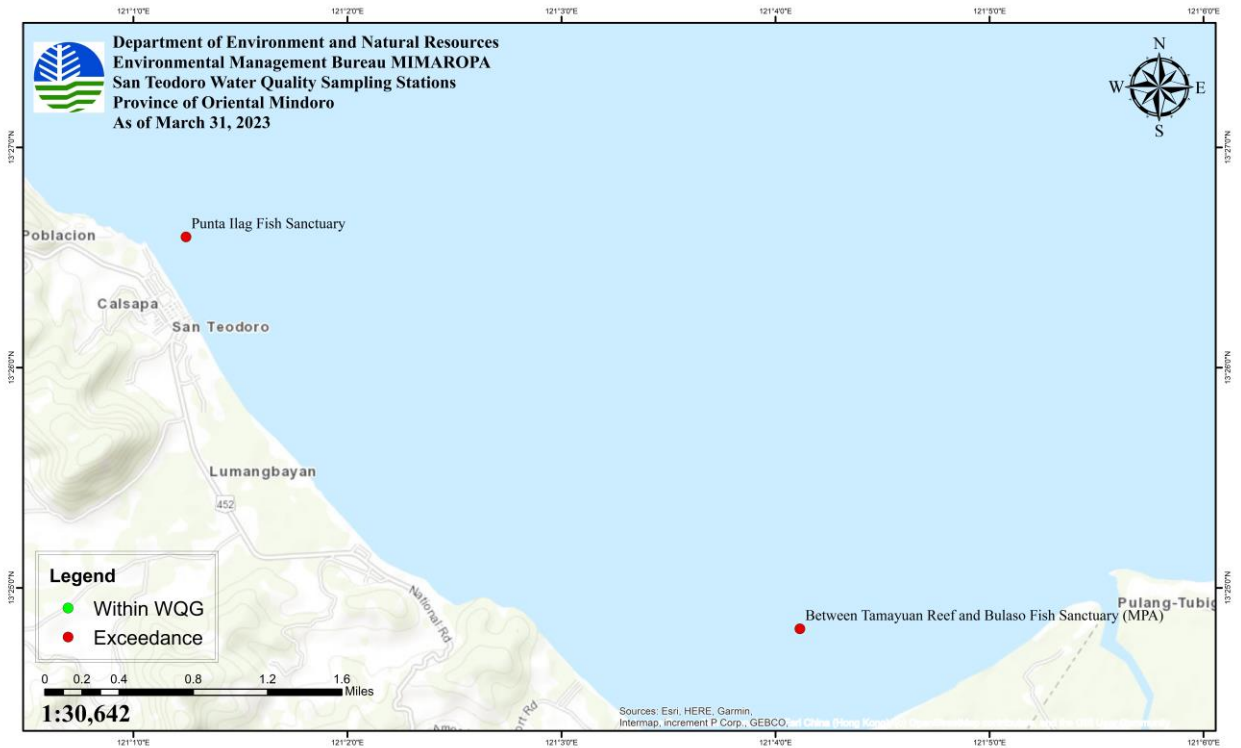 121°1'0"E
121°2'0"E
121°3'0"E
121°4'0"E
121°5'0"E
121°6'0"E
Department of Environment and Natural Resources
Environmental Management Bureau MIMAROPA
San Teodoro Water Quality Sampling Stations
Province of Oriental Mindoro
As of March 31, 2023
N
W
E
S
13°27'0"N
13°27'0"N
Punta Ilag Fish Sanctuary
Poblacion
Calsapa
San Teodoro
13°26'0"N
13°26'0"N
Lumangbayan
452
13°25'0"N
13°25'0"N
National Rd
Pulang-Tubig
Between Tamayuan Reef and Bulaso Fish Sanctuary (MPA)
Legend
Within WQG
Exceedance
0 0.2 0.4 0.8 1.2 1.6
Miles
1:30,642
Rd
Sources: Esri, HERE, Garmin,
Intermap, increment P Corp., GEBCO, Esri China (Hong Kong),
121°1'0"E
121°2'0"E
121°3'0"E
121°4'0"E
121°5'0"E
121°6'0"E